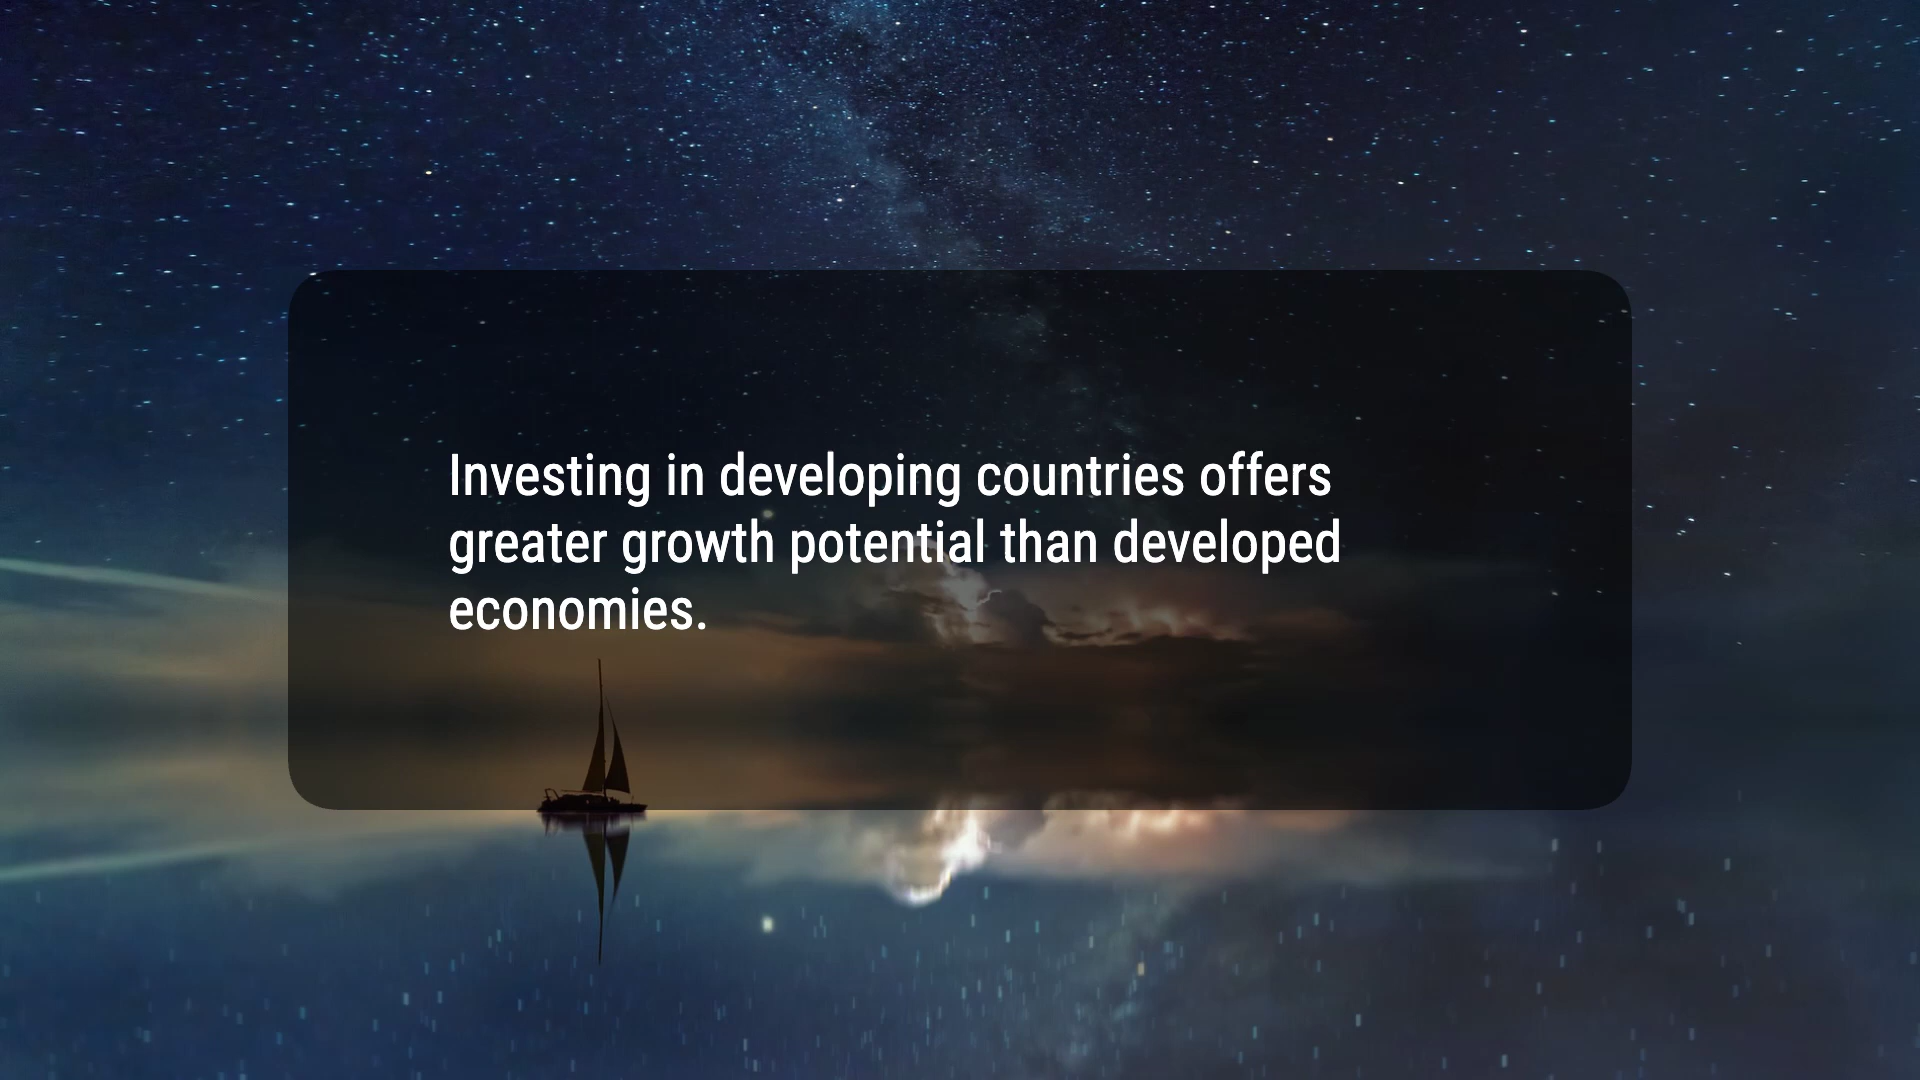 Investing in developing countries offers
greater growth potential than developed
economies.